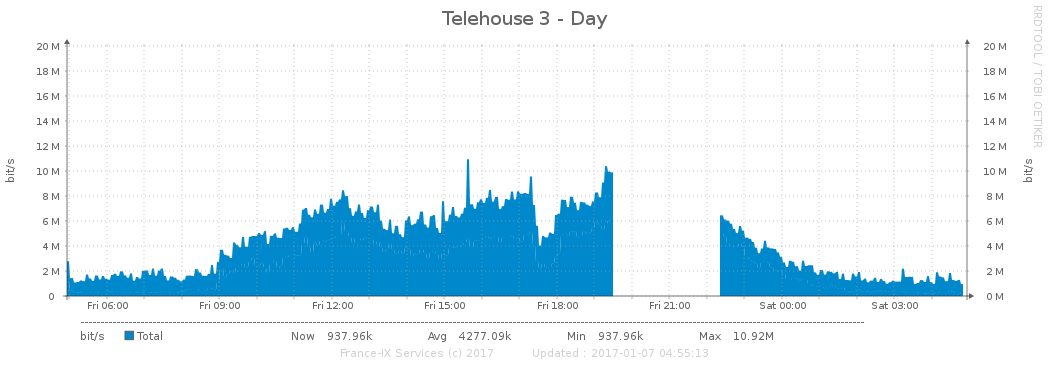 Telehouse 3 - Day
RRDTOOL / TOBI OETIKER
bit/s
20 M 20 M
18 M 18 M
16 M 16 M
14 M 14 M
12 M 12 M
10 M 10 M
8 M 8 M
6 M 6 M
4 M 4 M
2 M 2 M
0 0 M
bit/s
Fri 06:00 Fri 09:00 Fri 12:00 Fri 15:00 Fri 18:00 Fri 21:00 Sat 00:00 Sat 03:00
bit/s Total Now 937.96k Avg 4277.09k Min 937.96k Max 10.92M
France-IX Services (c) 2017 Updated : 2017-01-07 04:55:13